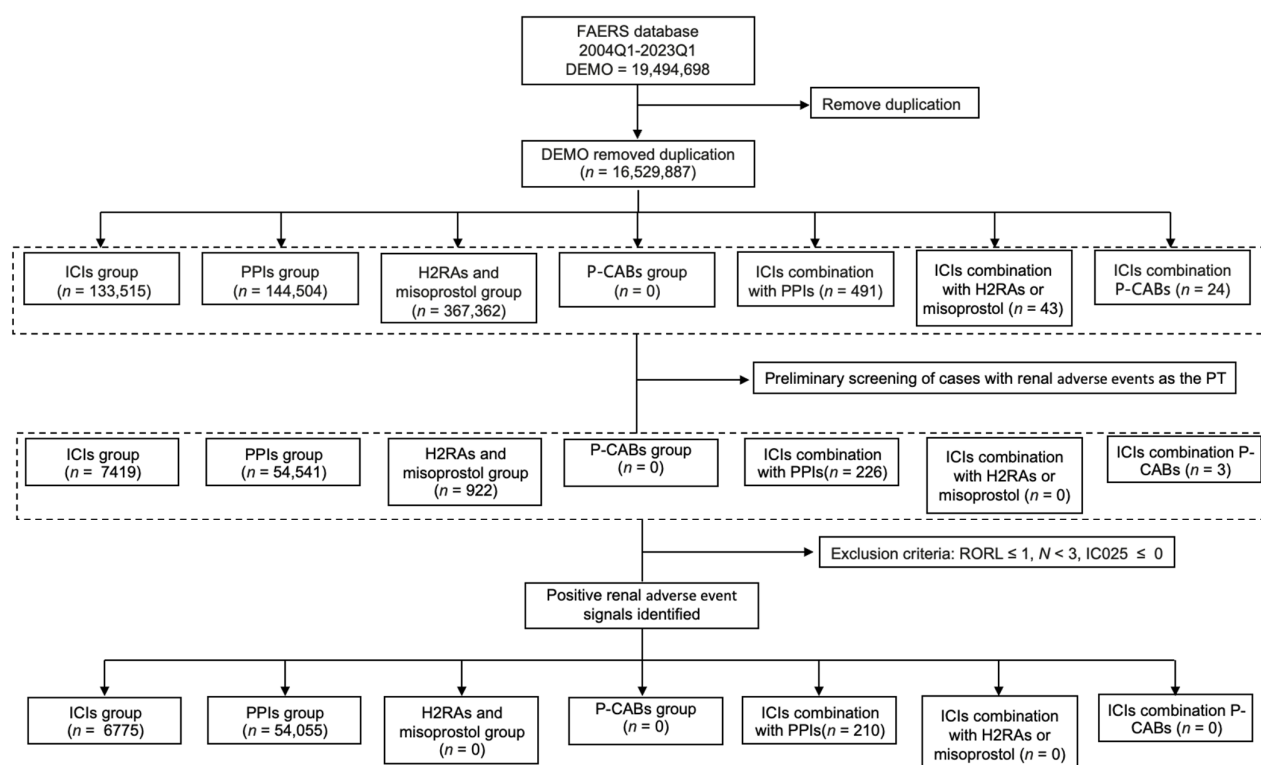 FAERS database
2004Q1-2023Q1
DEMO = 19,494,698
Remove duplication
DEMO removed duplication
(n = 16,529,887)
ICIs group
(n = 133,515)
PPIs group
(n = 144,504)
H2RAs and
misoprostol group
(n = 367,362)
P-CABs group
(n = 0)
ICIs combination
with PPIs (n = 491)
ICIs combination
with H2RAs or
misoprostol (n = 43)
ICIs combination
P-CABs (n = 24)
Preliminary screening of cases with renal adverse events as the PT
ICIs group
(n = 7419)
PPIs group
(n = 54,541)
H2RAs and
misoprostol group
(n = 922)
P-CABs group
(n = 0)
ICIs combination
with PPIs(n = 226)
ICIs combination
with H2RAs or
misoprostol (n = 0)
ICIs combination P-
CABs (n = 3)
Exclusion criteria: RORL ≤ 1, N < 3, IC025 ≤ 0
Positive renal adverse event
signals identified
ICIs group
(n = 6775)
PPIs group
(n = 54,055)
H2RAs and
misoprostol group
(n = 0)
P-CABs group
(n = 0)
ICIs combination
with PPIs(n = 210)
ICIs combination
with H2RAs or
misoprostol (n = 0)
ICIs combination P-
CABs (n = 0)